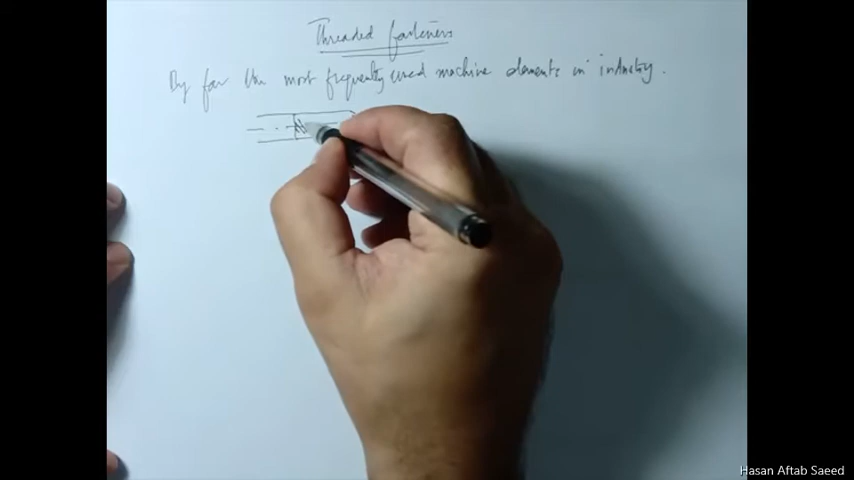 Threaded fasteners
By far the most frequently used machine elements in industry.
Hasan Aftab Saeed